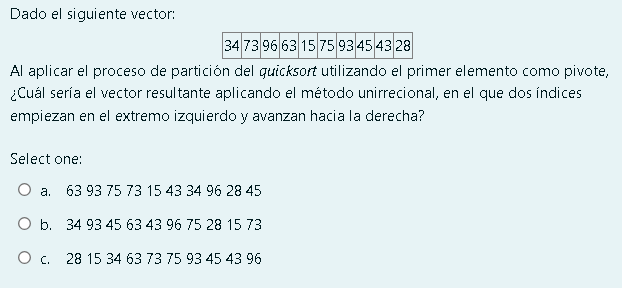 Dado el siguiente vector:
34 73 96 63 15 75 93 45 43 28
Al aplicar el proceso de partición del quicksort utilizando el primer elemento como pivote,
¿Cuál sería el vector resultante aplicando el método unirrecional, en el que dos índices
empiezan en el extremo izquierdo y avanzan hacia la derecha?
Select one:
a. 63 93 75 73 15 43 34 96 28 45
b. 34 93 45 63 43 96 75 28 15 73
c. 28 15 34 63 73 75 93 45 43 96